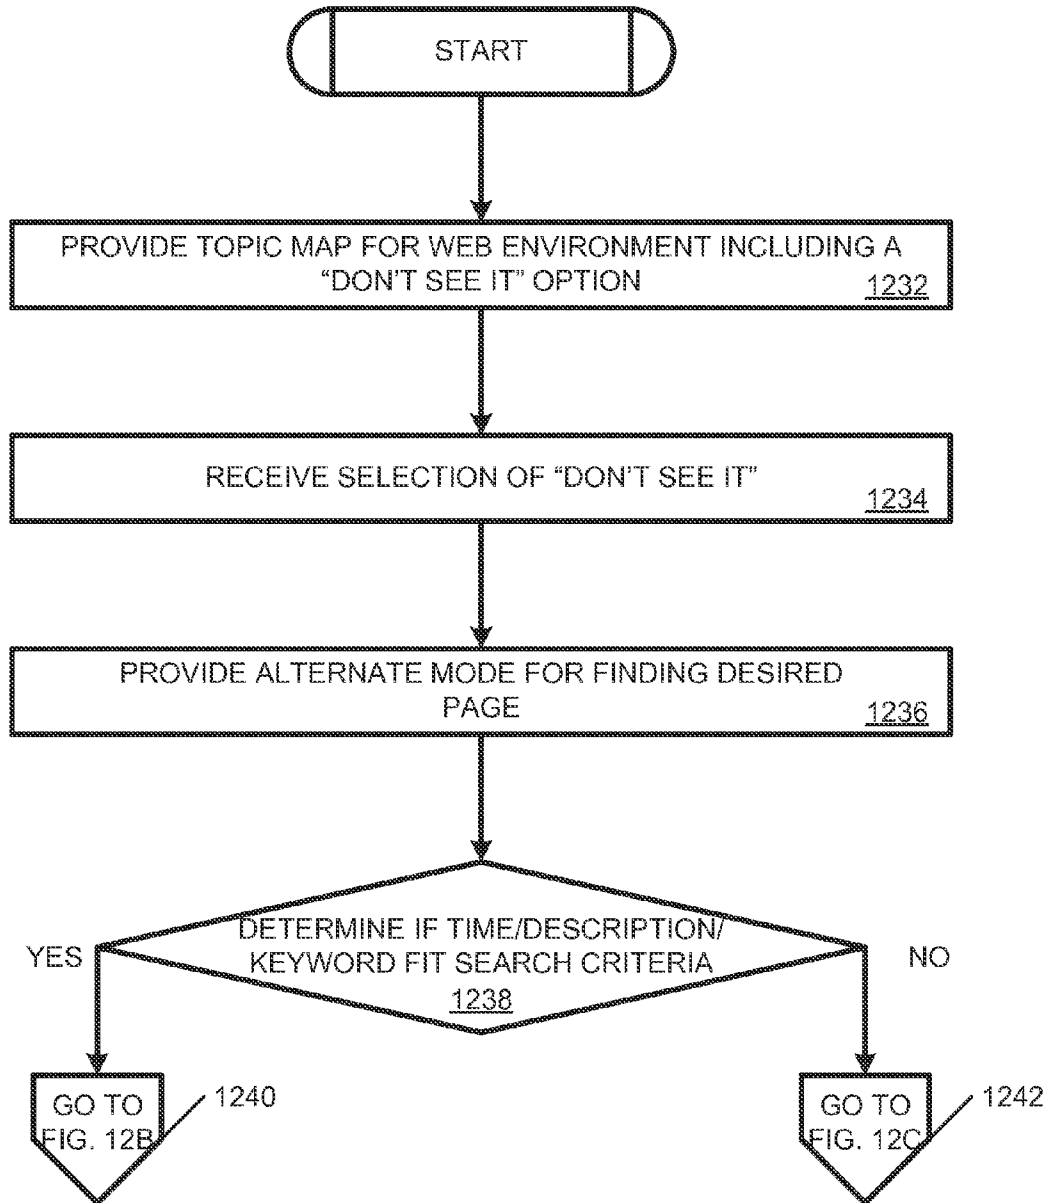 START
PROVIDE TOPIC MAP FOR WEB ENVIRONMENT INCLUDING A
“DON’T SEE IT” OPTION
1232
RECEIVE SELECTION OF “DON’T SEE IT”
1234
PROVIDE ALTERNATE MODE FOR FINDING DESIRED
PAGE
1236
DETERMINE IF TIME/DESCRIPTION/
KEYWORD FIT SEARCH CRITERIA
1238
YES
NO
GO TO
FIG. 12B
1240
GO TO
FIG. 12C
1242